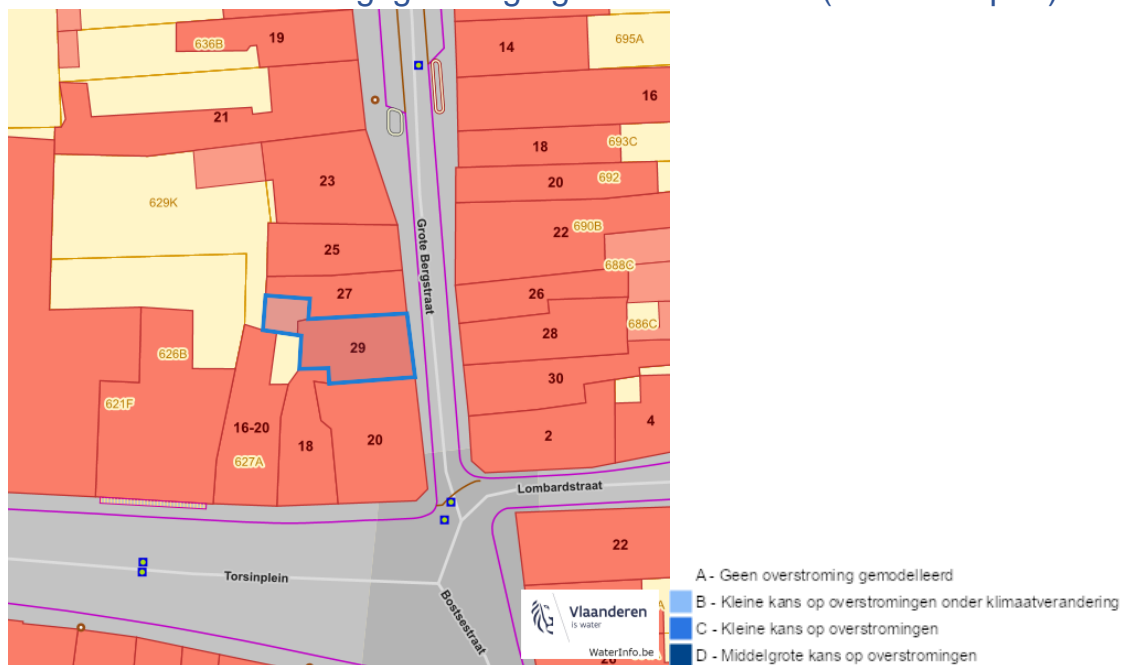 19
636B
14
695A
16
21
18
693C
20
692
23
629K
22
690B
25
688C
27
26
686C
28
29
30
626B
621F
16-20
627A
18
20
2
4
Grote Bergstraat
Lombardstraat
22
Torsinplein
Bostsestraat
Vlaanderen
is water
WaterInfo.be
A - Geen overstroming gemodelleerd
B - Kleine kans op overstromingen onder klimaatverandering
C - Kleine kans op overstromingen
D - Middelgrote kans op overstromingen